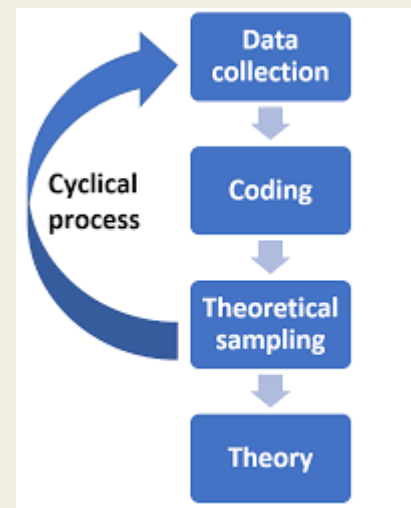 Data
collection
Cyclical
process
Coding
Theoretical
sampling
Theory